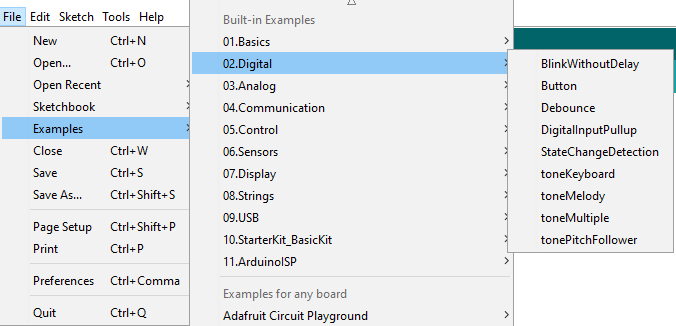 File Edit Sketch Tools Help
New Ctrl+N
Open... Ctrl+O
Open Recent
Sketchbook
Examples
Close Ctrl+W
Save Ctrl+S
Save As... Ctrl+Shift+S
Page Setup Ctrl+Shift+P
Print Ctrl+P
Preferences Ctrl+Comma
Quit Ctrl+Q
Built-in Examples
01.Basics
02.Digital
03.Analog
04.Communication
05.Control
06.Sensors
07.Display
08.Strings
09.USB
10.StarterKit_BasicKit
11.ArduinoISP
Examples for any board
Adafruit Circuit Playground
BlinkWithoutDelay
Button
Debounce
DigitalInputPullup
StateChangeDetection
toneKeyboard
toneMelody
toneMultiple
tonePitchFollower